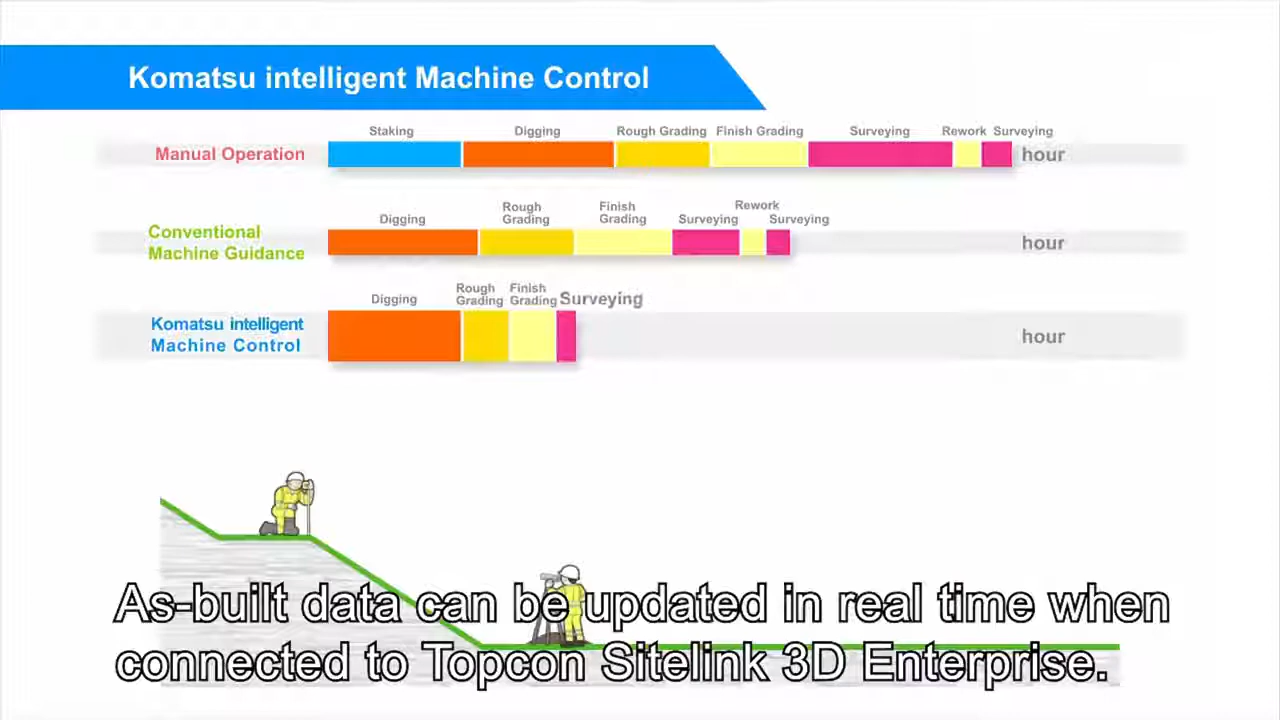 Komatsu intelligent Machine Control
Staking Digging Rough Grading Finish Grading Surveying Rework Surveying
Manual Operation hour
Digging Rough Grading Finish Grading Surveying Rework Surveying
Conventional
Machine Guidance
hour
Digging Rough Grading Finish Grading Surveying
Komatsu intelligent
Machine Control
hour
As-built data can be updated in real time when
connected to Topcon Sitelink 3D Enterprise.